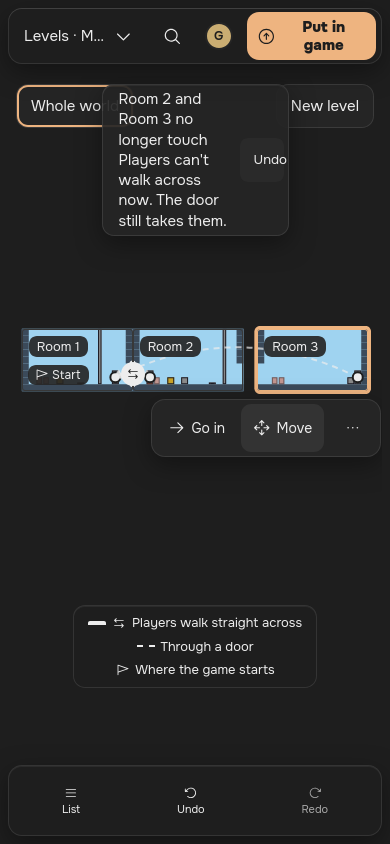 Levels · M...
G
Put in
game
Whole wor
New level
Room 2 and
Room 3 no
longer touch
Players can't
walk across
now. The door
still takes them.
Undo
Room 1
Room 2
Room 3
Start
Go in
Move
...
Players walk straight across
Through a door
Where the game starts
List
Undo
Redo